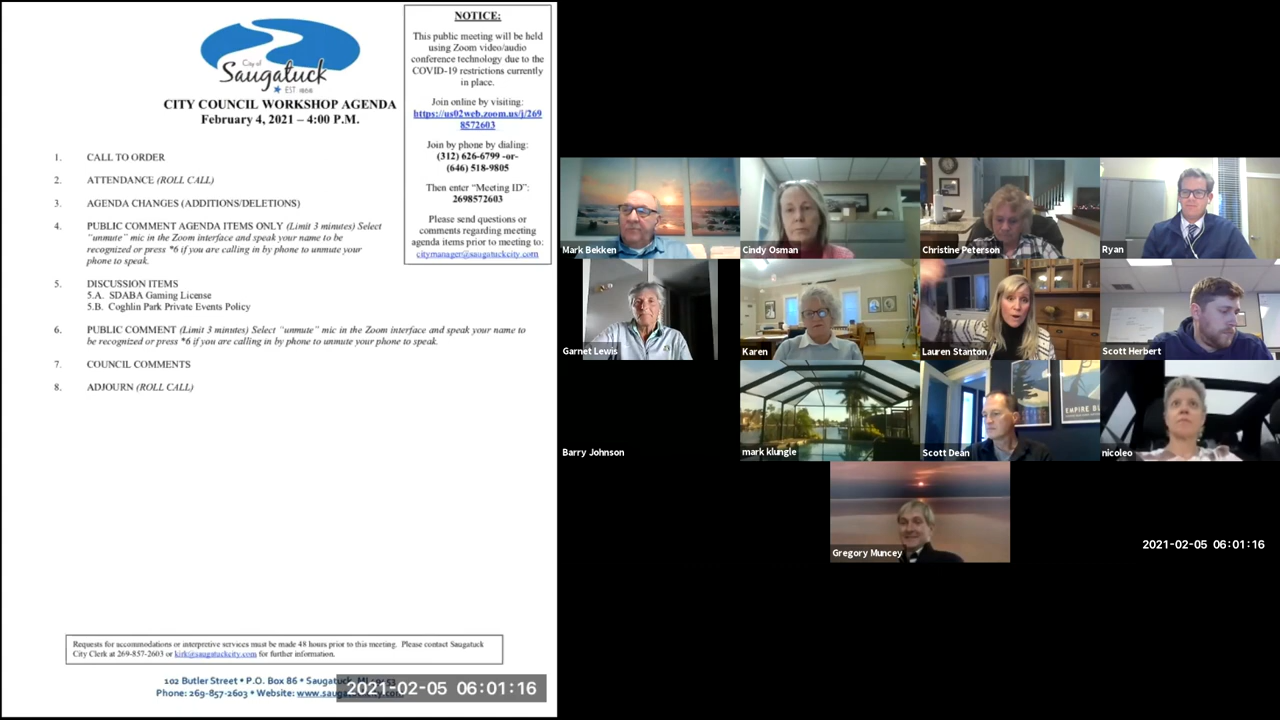 City of
Saugatuck
EST. 1868
CITY COUNCIL WORKSHOP AGENDA
February 4, 2021 – 4:00 P.M.
NOTICE:
This public meeting will be held
using Zoom video/audio
conference technology due to the
COVID-19 restrictions currently
in place.
Join online by visiting:
https://us02web.zoom.us/j/269
8572603
Join by phone by dialing:
(312) 626-6799 -or-
(646) 518-9805
Then enter “Meeting ID”:
2698572603
Please send questions or
comments regarding meeting
agenda items prior to meeting to:
citymanager@saugatuckcity.com
1. CALL TO ORDER
2. ATTENDANCE (ROLL CALL)
3. AGENDA CHANGES (ADDITIONS/DELETIONS)
4. PUBLIC COMMENT AGENDA ITEMS ONLY (Limit 3 minutes) Select
“unmute” mic in the Zoom interface and speak your name to be
recognized or press *6 if you are calling in by phone to unmute your
phone to speak.
5. DISCUSSION ITEMS
5.A. SDABA Gaming License
5.B. Coghlin Park Private Events Policy
6. PUBLIC COMMENT (Limit 3 minutes) Select “unmute” mic in the Zoom interface and speak your name to
be recognized or press *6 if you are calling in by phone to unmute your phone to speak.
7. COUNCIL COMMENTS
8. ADJOURN (ROLL CALL)
Requests for accommodations or interpretive services must be made 48 hours prior to this meeting. Please contact Saugatuck
City Clerk at 269-857-2603 or kirk@saugatuckcity.com for further information.
102 Butler Street • P.O. Box 86 •
Phone: 269-857-2603 • Website:
2021-02-05 06:01:16
Mark Bekken
Cindy Osman
Christine Peterson
Ryan
Garnet Lewis
Karen
Lauren Stanton
Scott Herbert
EMPIRE
Barry Johnson
mark klungle
Scott Dean
nicoleo
Gregory Muncey
2021-02-05 06:01:16